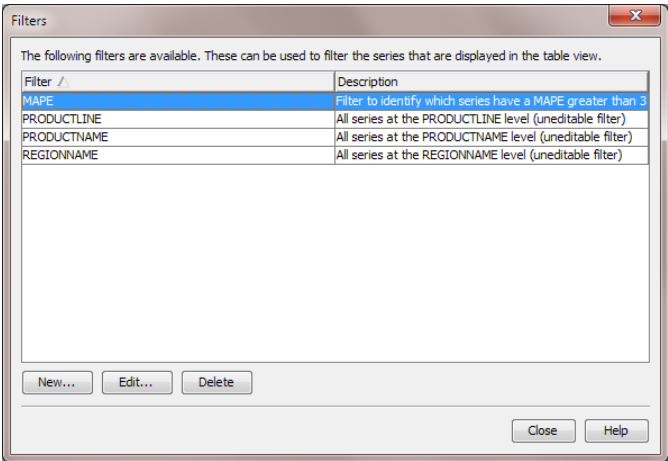 Filters
The following filters are available. These can be used to filter the series that are displayed in the table view.
Filter Description
MAPE Filter to identify which series have a MAPE greater than 3
PRODUCTLINE All series at the PRODUCTLINE level (uneditable filter)
PRODUCTNAME All series at the PRODUCTNAME level (uneditable filter)
REGIONNAME All series at the REGIONNAME level (uneditable filter)
New... Edit... Delete
Close Help